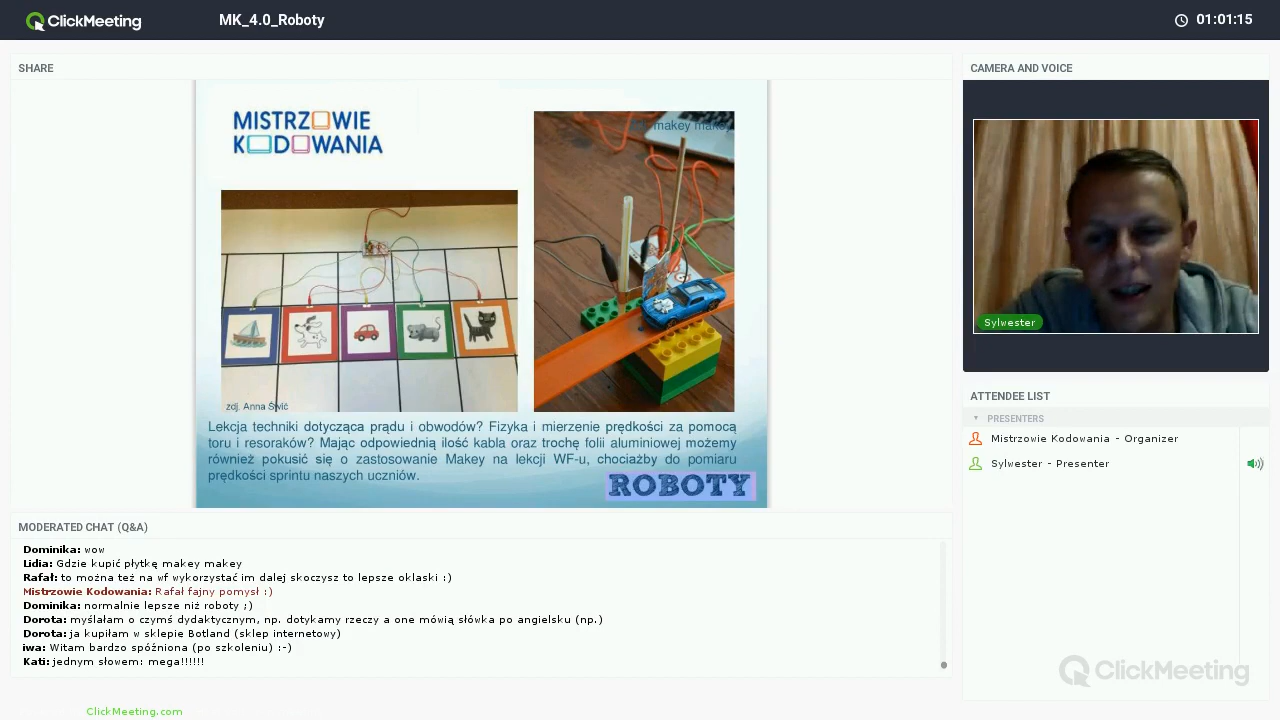 ClickMeeting
MK_4.0_Roboty
01:01:15
SHARE
MISTRZOWIE
KODOWANIA
makey makey
zdj. Anna Świć
Lekcja techniki dotycząca prądu i obwodów? Fizyka i mierzenie prędkości za pomocą
toru i resoraków? Mając odpowiednią ilość kabla oraz trochę folii aluminiowej możemy
również pokusić się o zastosowanie Makey na lekcji WF-u, chociażby do pomiaru
prędkości sprintu naszych uczniów.
ROBOTY
CAMERA AND VOICE
Sylwester
ATTENDEE LIST
PRESENTERS
Mistrzowie Kodowania - Organizer
Sylwester - Presenter
ClickMeeting
MODERATED CHAT (Q&A)
Dominika: wow
Lidia: Gdzie kupić płytkę makey makey
Rafał: to można też na wf wykorzystać im dalej skoczysz to lepsze oklaski :)
Mistrzowie Kodowania: Rafał fajny pomysł :)
Dominika: normalnie lepsze niż roboty ;)
Dorota: myślałam o czymś dydaktycznym, np. dotykamy rzeczy a one mówią słówka po angielsku (np.)
Dorota: ja kupiłam w sklepie Botland (sklep internetowy)
iwa: Witam bardzo spóźniona (po szkoleniu) :-)
Kati: jednym słowem: mega!!!!!!
ClickMeeting.com